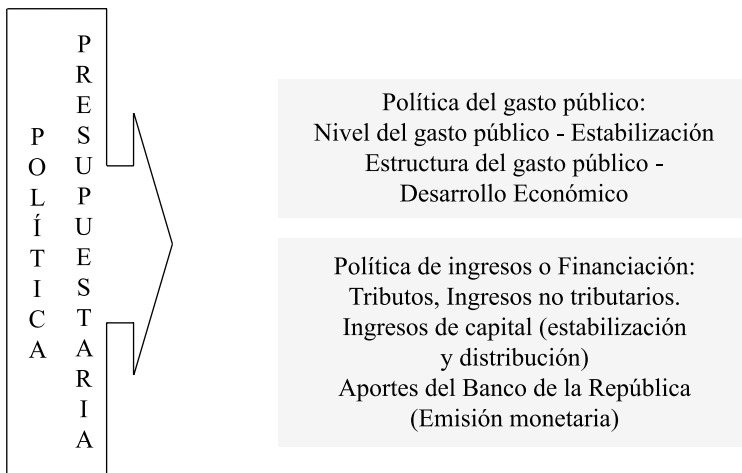 POLÍTICA
PRESUPUESTARIA
Política del gasto público:
Nivel del gasto público - Estabilización
Estructura del gasto público -
Desarrollo Económico
Política de ingresos o Financiación:
Tributos, Ingresos no tributarios.
Ingresos de capital (estabilización
y distribución)
Aportes del Banco de la República
(Emisión monetaria)